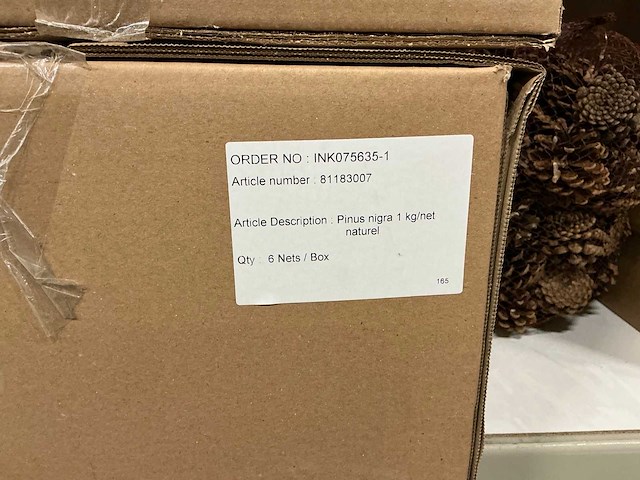 ORDER NO : INK075635-1
Article number : 81183007
Article Description : Pinus nigra 1 kg/net
naturel
Qty : 6 Nets / Box
165